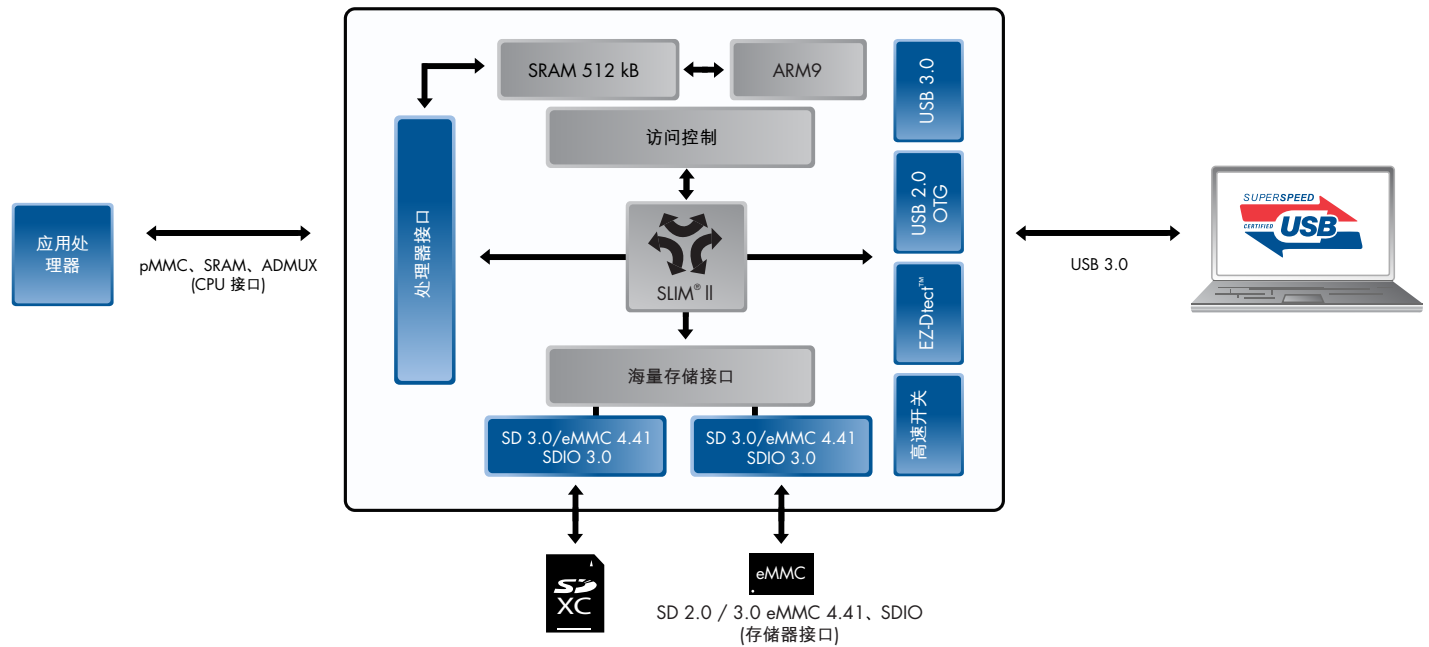 SRAM 512 kB
ARM9
访问控制
处理器接口
SLIM® II
海量存储接口
SD 3.0/eMMC 4.41
SDIO 3.0
SD 3.0/eMMC 4.41
SDIO 3.0
USB 3.0
USB 2.0
OTG
EZ-Dtect™
高速开关
应用处
理器
pMMC、SRAM、ADMUX
(CPU 接口)
USB 3.0
SUPERSPEED
CERTIFIED USB
SD
XC
eMMC
SD 2.0 / 3.0 eMMC 4.41、SDIO
(存储器接口)